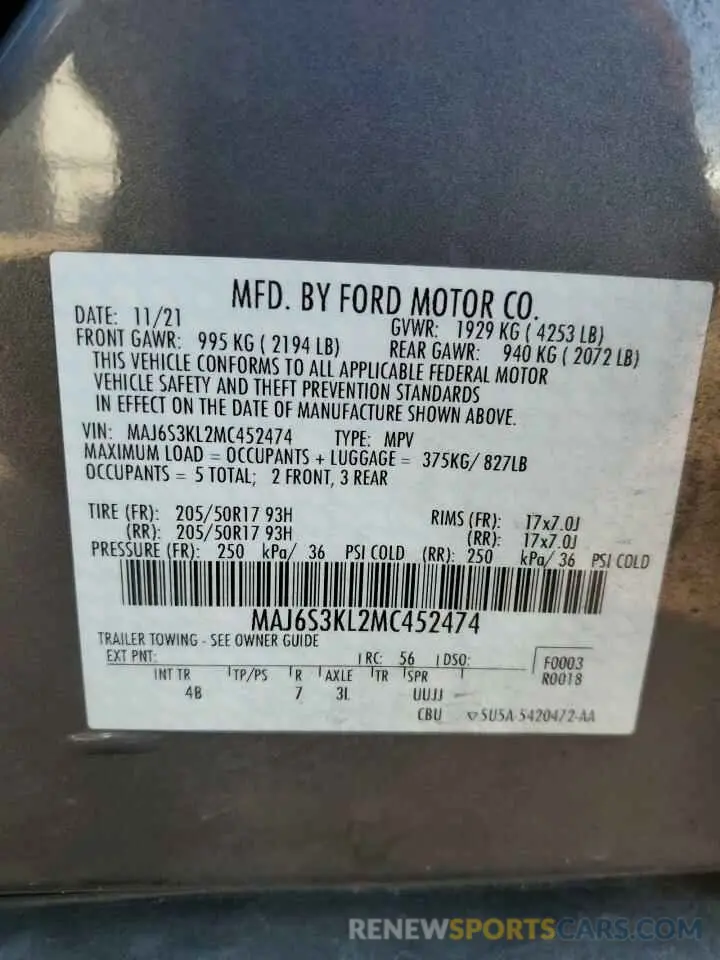 MFD. BY FORD MOTOR CO.
DATE: 11/21 GVWR: 1929 KG ( 4253 LB)
FRONT GAWR: 995 KG ( 2194 LB) REAR GAWR: 940 KG ( 2072 LB)
THIS VEHICLE CONFORMS TO ALL APPLICABLE FEDERAL MOTOR
VEHICLE SAFETY AND THEFT PREVENTION STANDARDS
IN EFFECT ON THE DATE OF MANUFACTURE SHOWN ABOVE.
VIN: MAJ6S3KL2MC452474 TYPE: MPV
MAXIMUM LOAD = OCCUPANTS + LUGGAGE = 375KG/ 827LB
OCCUPANTS = 5 TOTAL; 2 FRONT, 3 REAR
TIRE (FR): 205/50R17 93H RIMS (FR): 17x7.0J
(RR): 205/50R17 93H (RR): 17x7.0J
PRESSURE (FR): 250 kPa/ 36 PSI COLD (RR): 250 kPa/ 36 PSI COLD
MAJ6S3KL2MC452474
TRAILER TOWING - SEE OWNER GUIDE
EXT PNT: RC: 56 DSO: F0003
R0018
INT TR TP/PS R AXLE TR SPR
4B 7 3L UUJJ
CBU 5U5A-5420472-AA
RENEWSPORTSCARS.COM